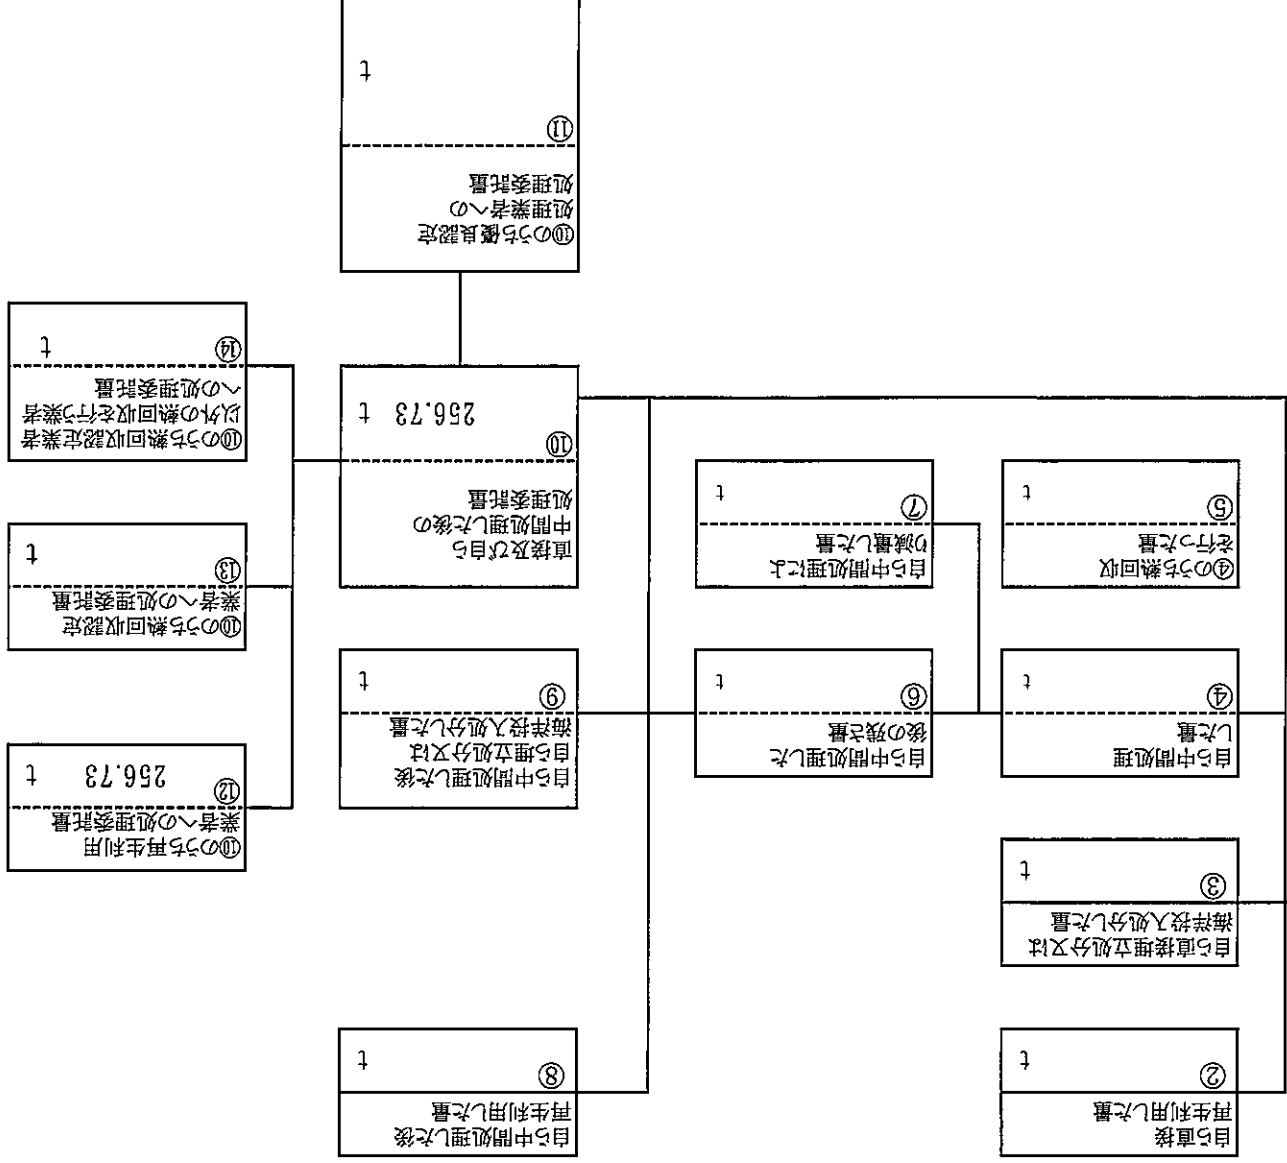 自ら直接
再生利用した量
②
t
自ら中間処理した後
再生利用した量
⑧
t
自ら直接埋立処分又は
海洋投入処分した量
③
t
自ら中間処理
した量
④
t
自ら中間処理した
後の残さ量
⑥
t
自ら中間処理した後
自ら埋立処分又は
海洋投入処分した量
⑨
t
⑩のうち再生利用
業者への処理委託量
⑫
256.73 t
④のうち熱回収
を行った量
⑤
t
自ら中間処理によ
り減量した量
⑦
t
直接及び自ら
中間処理した後の
処理委託量
⑩
256.73 t
⑩のうち熱回収認定
業者への処理委託量
⑬
t
⑩のうち熱回収認定業者
以外の熱回収を行う業者
への処理委託量
⑭
t
⑩のうち優良認定
処理業者への
処理委託量
⑪
t